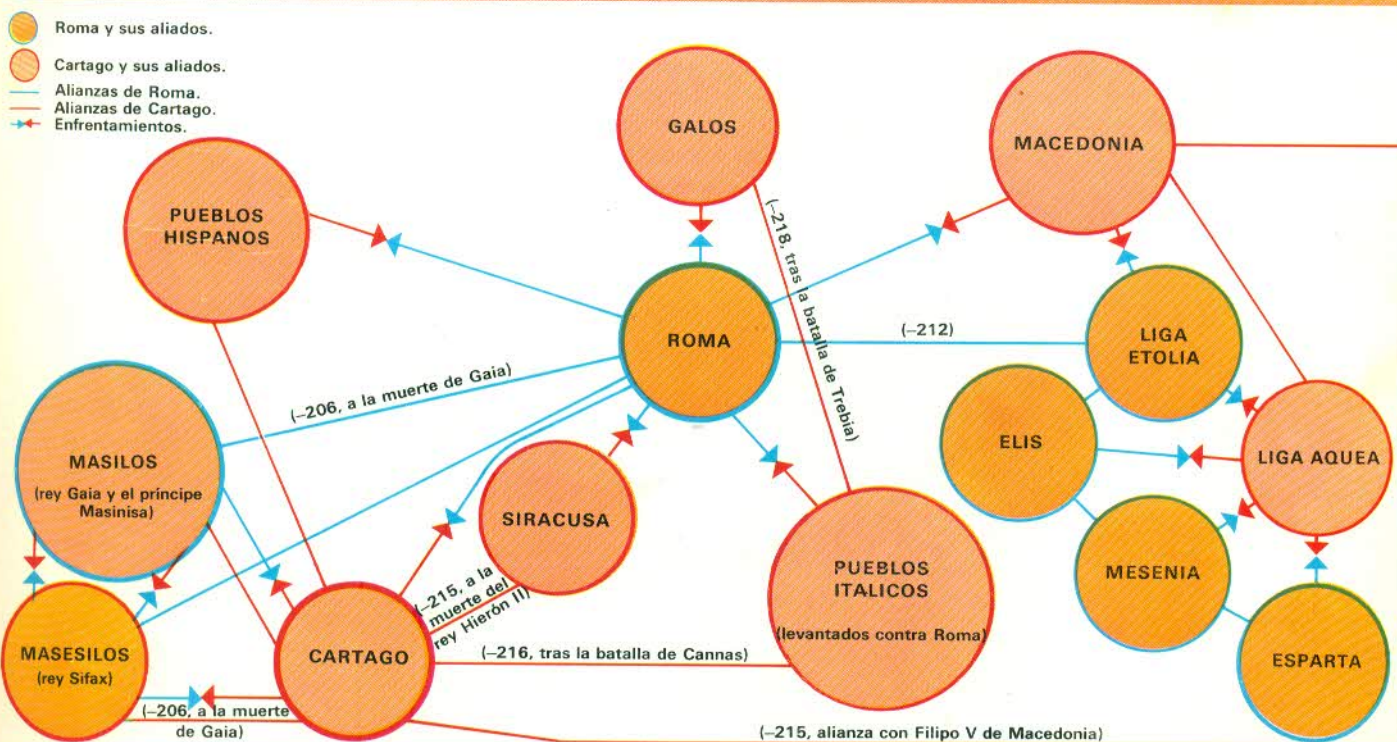 Roma y sus aliados.
Cartago y sus aliados.
Alianzas de Roma.
Alianzas de Cartago.
Enfrentamientos.
GALOS
MACEDONIA
PUEBLOS
HISPANOS
(–218, tras la batalla de Trebia)
ROMA
(–212)
LIGA
ETOLIA
(–206, a la muerte de Gaia)
ELIS
LIGA AQUEA
MASILOS
(rey Gaia y el príncipe
Masinisa)
SIRACUSA
PUEBLOS
ITALICOS
(levantados contra Roma)
MESENIA
(–215, a la
muerte del
rey Hierón II)
MASESILOS
(rey Sifax)
CARTAGO
(–216, tras la batalla de Cannas)
ESPARTA
(–206, a la muerte
de Gaia)
(–215, alianza con Filipo V de Macedonia)